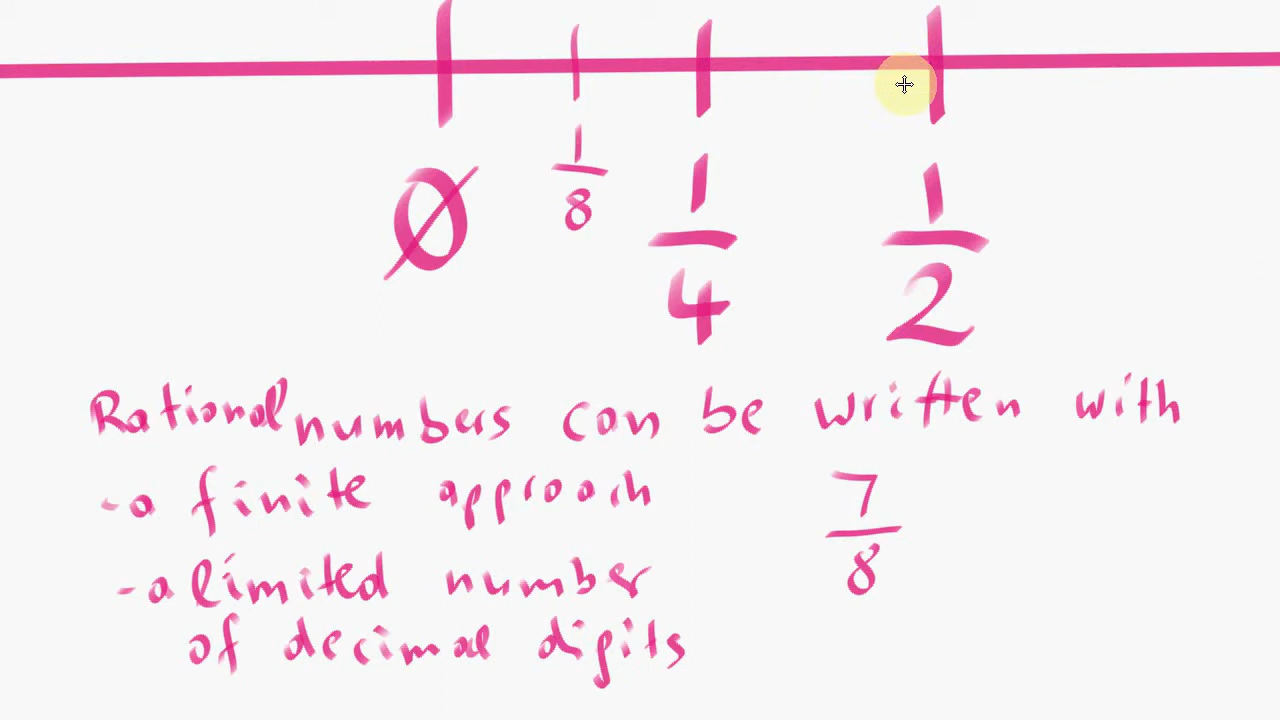 0 1/8 1/4 1/2
Rational numbers can be written with
- a finite approach 7/8
- a limited number
of decimal digits